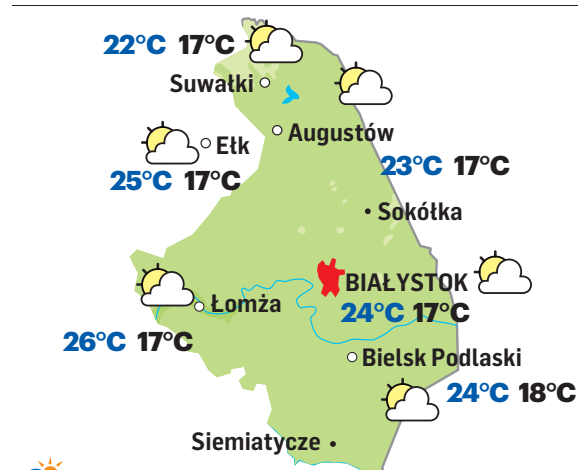 22°C 17°C
Suwałki
Augustów
Ełk
25°C 17°C
23°C 17°C
Sokółka
BIAŁYSTOK
Łomża
24°C 17°C
26°C 17°C
Bielsk Podlaski
24°C 18°C
Siemiatycze